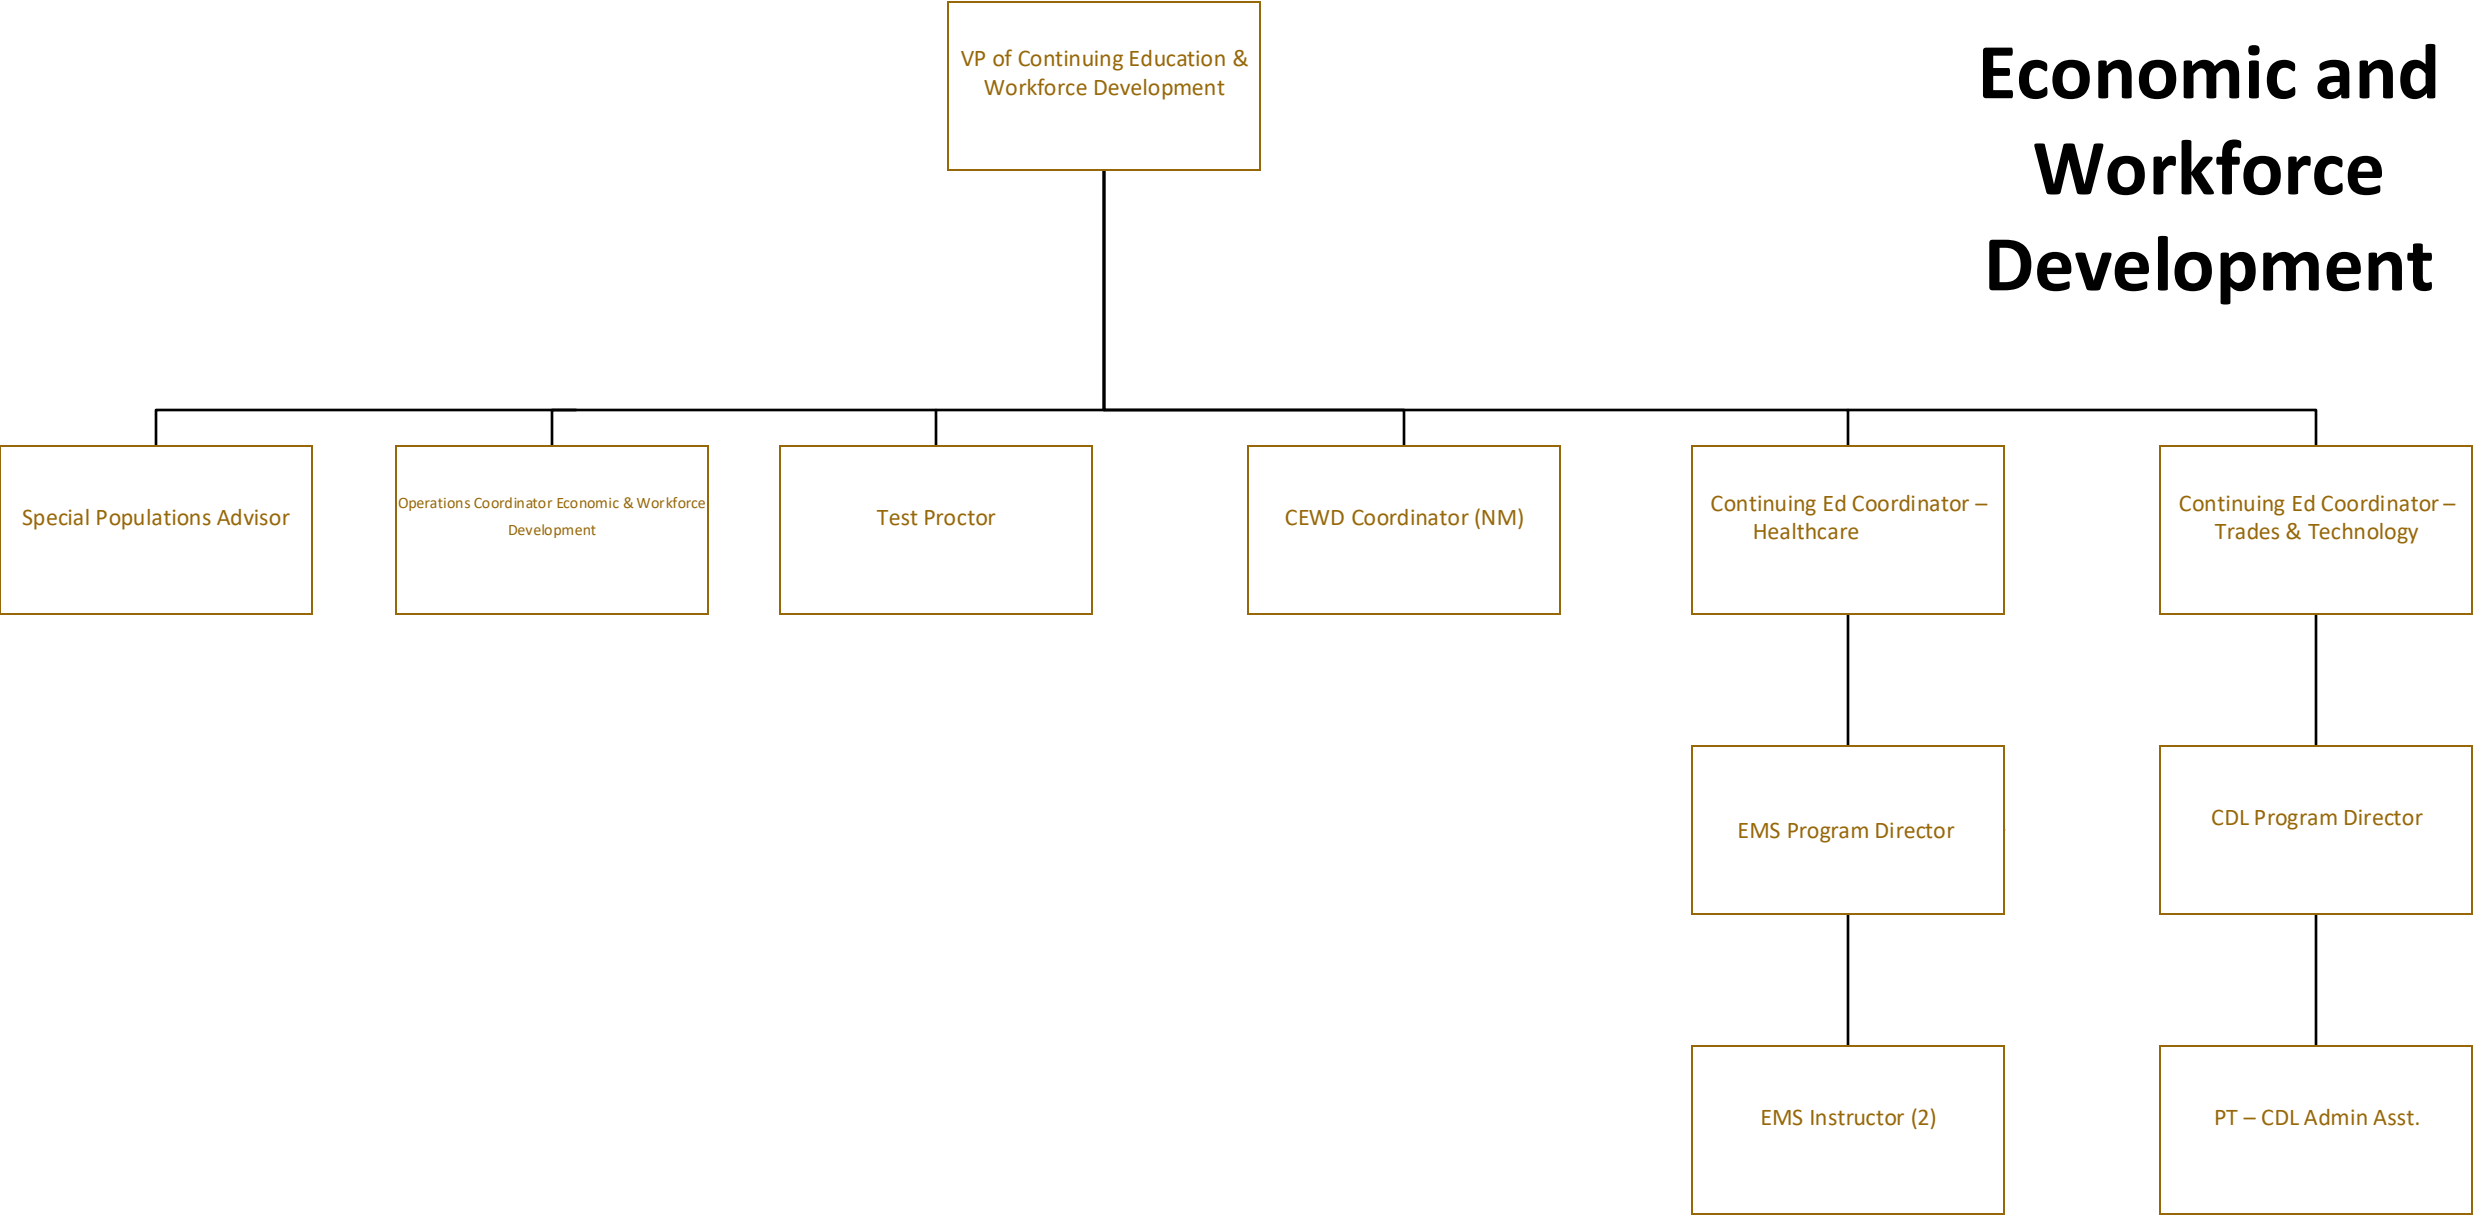 VP of Continuing Education &
Workforce Development
Economic and
Workforce
Development
Special Populations Advisor
Operations Coordinator Economic & Workforce
Development
Test Proctor
CEWD Coordinator (NM)
Continuing Ed Coordinator –
Healthcare
Continuing Ed Coordinator –
Trades & Technology
EMS Program Director
CDL Program Director
EMS Instructor (2)
PT – CDL Admin Asst.